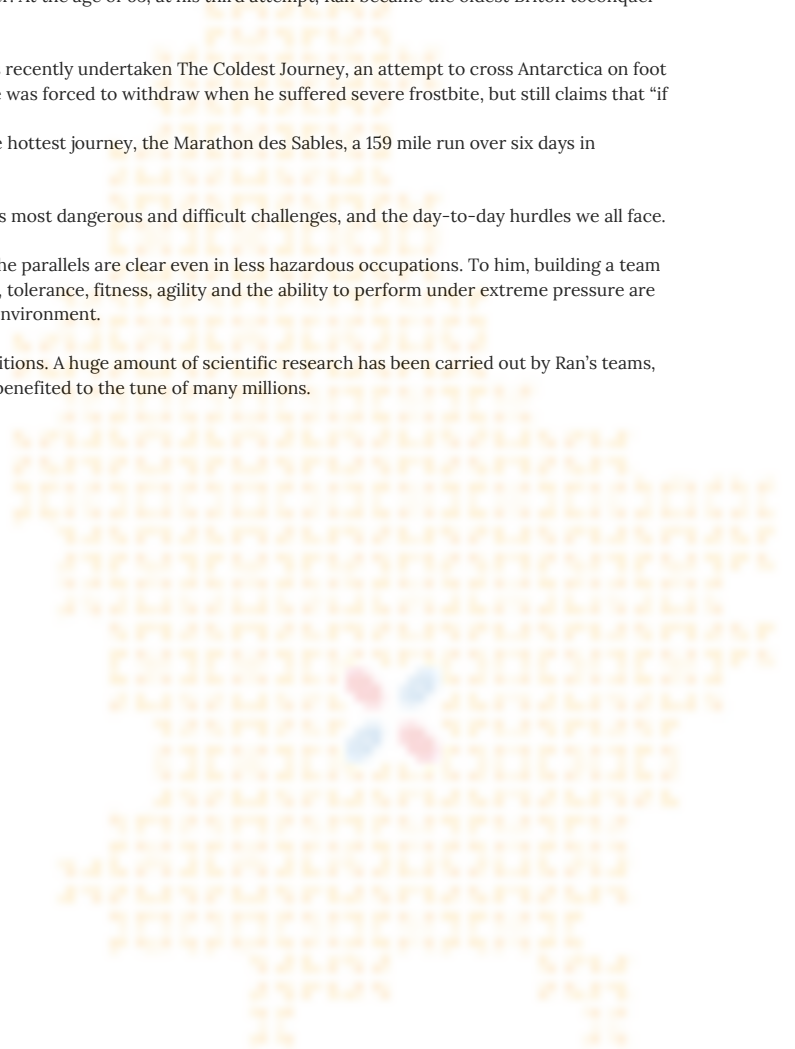 At the age of 65, at his third attempt, Ran became the oldest Briton toconquer
recently undertaken The Coldest Journey, an attempt to cross Antarctica on foot
was forced to withdraw when he suffered severe frostbite, but still claims that “if
hottest journey, the Marathon des Sables, a 159 mile run over six days in
s most dangerous and difficult challenges, and the day-to-day hurdles we all face.
he parallels are clear even in less hazardous occupations. To him, building a team
, tolerance, fitness, agility and the ability to perform under extreme pressure are
nvironment.
itions. A huge amount of scientific research has been carried out by Ran’s teams,
benefited to the tune of many millions.